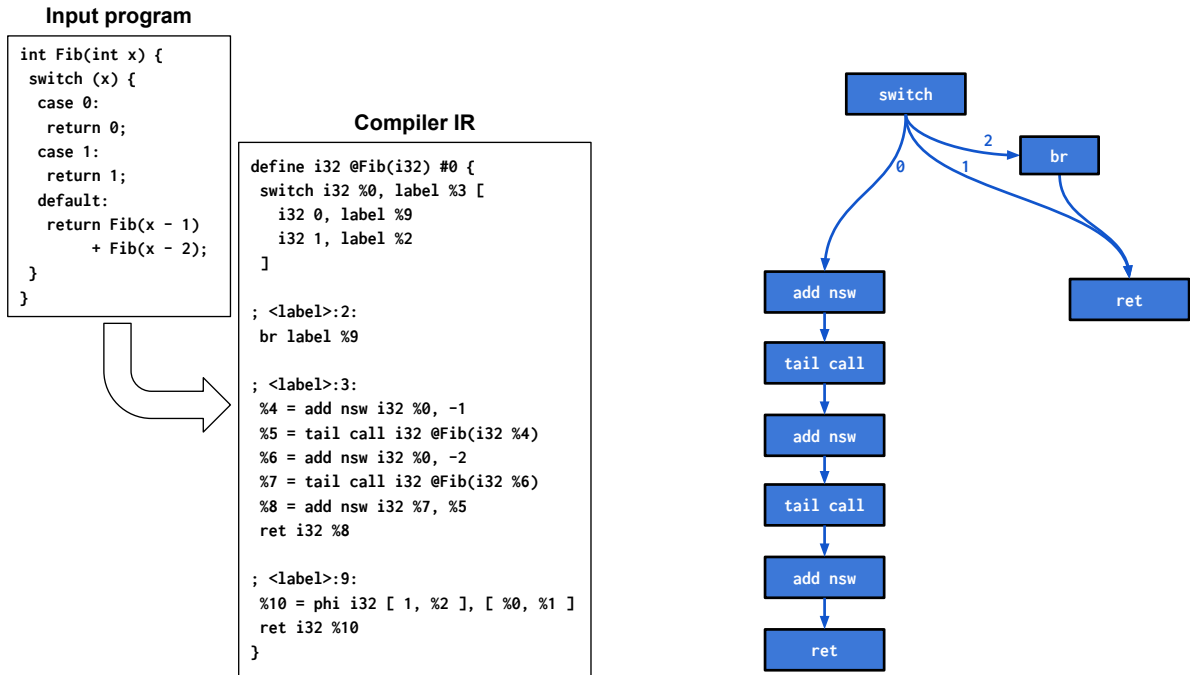 Input program
int Fib(int x) {
switch (x) {
case 0:
return 0;
case 1:
return 1;
default:
return Fib(x - 1)
+ Fib(x - 2);
}
}
Compiler IR
define i32 @Fib(i32) #0 {
switch i32 %0, label %3 [
i32 0, label %9
i32 1, label %2
]
; <label>:2:
br label %9
; <label>:3:
%4 = add nsw i32 %0, -1
%5 = tail call i32 @Fib(i32 %4)
%6 = add nsw i32 %0, -2
%7 = tail call i32 @Fib(i32 %6)
%8 = add nsw i32 %7, %5
ret i32 %8
; <label>:9:
%10 = phi i32 [ 1, %2 ], [ %0, %1 ]
ret i32 %10
}
switch
2
br
0
1
add nsw
ret
tail call
add nsw
tail call
add nsw
ret